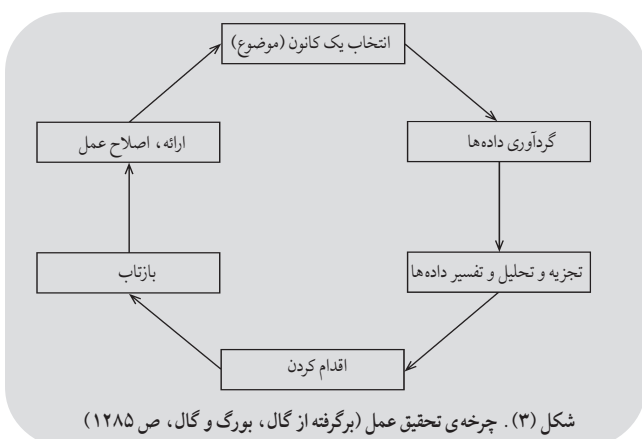 انتخاب یک کانون (موضوع)
گردآوری داده‌ها
تجزیه و تحلیل و تفسیر داده‌ها
اقدام کردن
بازتاب
ارائه، اصلاح عمل
شکل (۳). چرخه‌ی تحقیق عمل (برگرفته از گال، بورگ و گال، ص ۱۲۸۵)